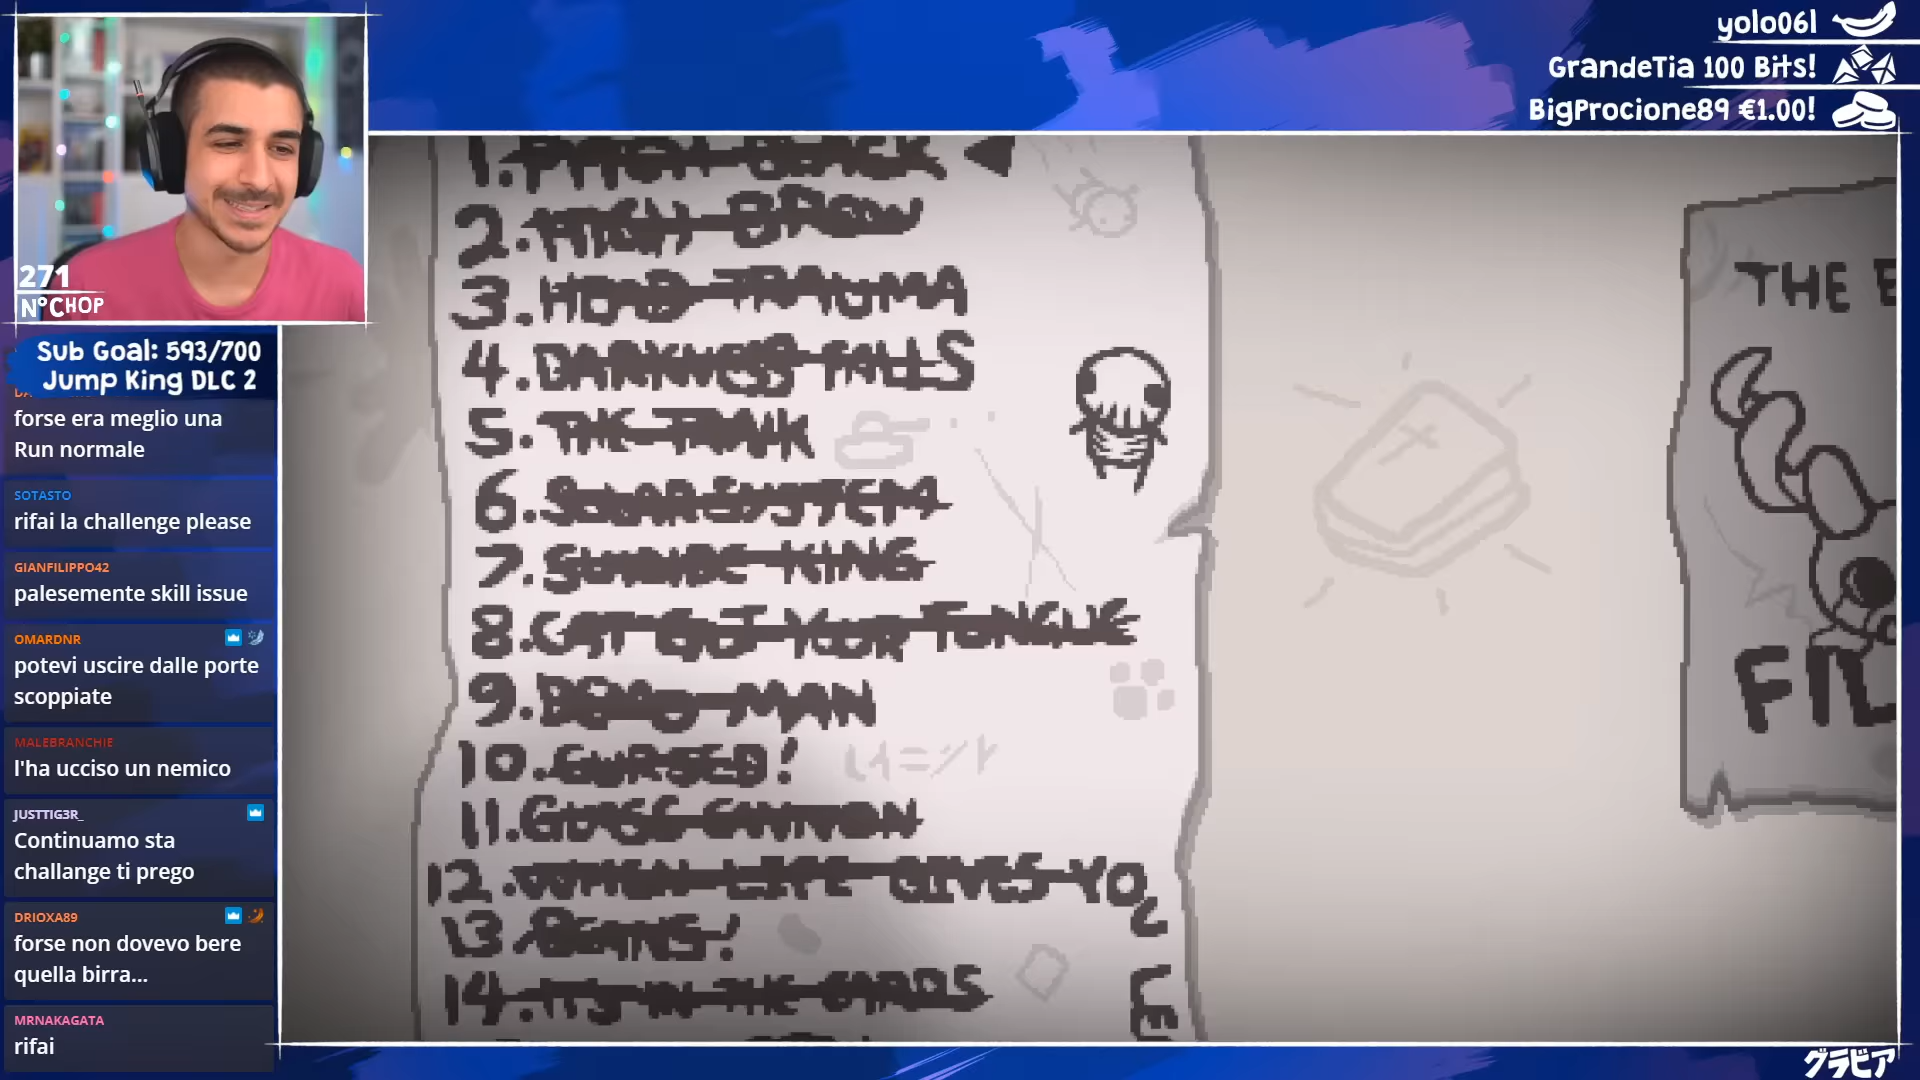 yolo06l
GrandeTia 100 Bits!
BigProcione89 €1.00!
271
N°CHOP
Sub Goal: 593/700
Jump King DLC 2
forse era meglio una
Run normale
SOTASTO
rifai la challenge please
GIANFILIPPO42
palesemente skill issue
OMARDNR
potevi uscire dalle porte
scoppiate
MALEBRANCHIE
l'ha ucciso un nemico
JUSTTIG3R_
Continuamo sta
challange ti prego
DRIOXA89
forse non dovevo bere
quella birra...
MRNAKAGATA
rifai
1. PITCH BLACK
2. HIGH BROW
3. HEAD TRAUMA
4. DARKNESS FALLS
5. THE TANK
6. SOLAR SYSTEM
7. SUICIDE KING
8. CAT GOT YOUR TONGUE
9. DEMO MAN
10. CURSED!
11. GLASS CANNON
12. WHEN LIFE GIVES YOU
LE
13. BEANS!
14. ITS IN THE CARDS
THE
グラビア